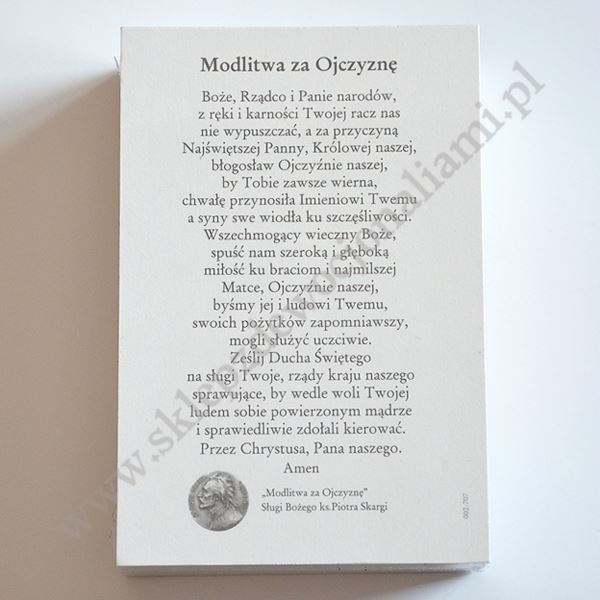 Modlitwa za Ojczyznę
Boże, Rządco i Panie narodów,
z ręki i karności Twojej racz nas
nie wypuszczać, a za przyczyną
Najświętszej Panny, Królowej naszej,
błogosław Ojczyźnie naszej,
by Tobie zawsze wierna,
chwałę przynosiła Imieniowi Twemu
a syny swe wiodła ku szczęśliwości.
Wszechmogący wieczny Boże,
spuść nam szeroką i głęboką
miłość ku braciom i najmilszej
Matce, Ojczyźnie naszej,
byśmy jej i ludowi Twemu,
swoich pożytków zapomniawszy,
mogli służyć uczciwie.
Ześlij Ducha Świętego
na sługi Twoje, rządy kraju naszego
sprawujące, by wedle woli Twojej
ludem sobie powierzonym mądrze
i sprawiedliwie zdołali kierować.
Przez Chrystusa, Pana naszego.
Amen
„Modlitwa za Ojczyznę”
Sługi Bożego ks.Piotra Skargi
002-707
www.sklepzdewocjonaliami.pl